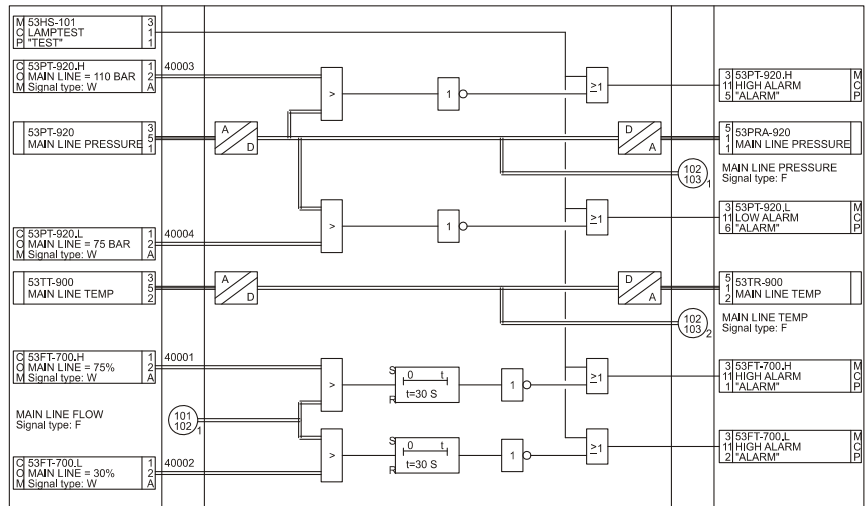 M 53HS-101 3
C LAMPTEST 1
P "TEST" 1
C 53PT-920.H 1 40003
O MAIN LINE = 110 BAR 2
M Signal type: W A
53PT-920 3
MAIN LINE PRESSURE 5
1
C 53PT-920.L 1 40004
O MAIN LINE = 75 BAR 2
M Signal type: W A
53TT-900 3
MAIN LINE TEMP 5
2
C 53FT-700.H 1 40001
O MAIN LINE = 75% 2
M Signal type: W A
MAIN LINE FLOW
Signal type: F
101
102 1
C 53FT-700.L 1 40002
O MAIN LINE = 30% 2
M Signal type: W A
>
1
≥1
A
D
D
A
>
1
≥1
A
D
D
A
>
S 0 t
R t=30 S
1
≥1
>
S 0 t
R t=30 S
1
≥1
3 53PT-920.H M
11 HIGH ALARM C
5 "ALARM" P
5 53PRA-920
1 MAIN LINE PRESSURE
1
102
103 1
MAIN LINE PRESSURE
Signal type: F
3 53PT-920.L M
11 LOW ALARM C
6 "ALARM" P
5 53TR-900
1 MAIN LINE TEMP
2
102
103 2
MAIN LINE TEMP
Signal type: F
3 53FT-700.H M
11 HIGH ALARM C
1 "ALARM" P
3 53FT-700.L M
11 HIGH ALARM C
2 "ALARM" P